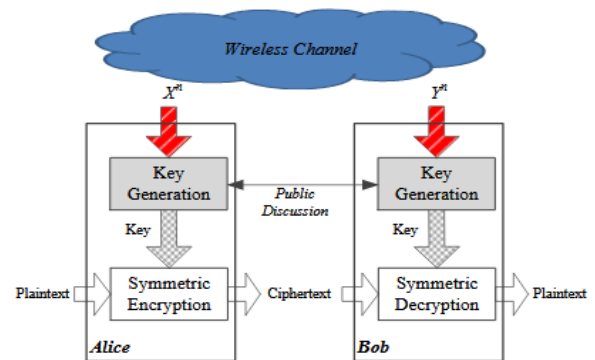 Wireless Channel
X^n
Y^n
Key
Generation
Public
Discussion
Key
Generation
Key
Key
Plaintext
Symmetric
Encryption
Ciphertext
Symmetric
Decryption
Plaintext
Alice
Bob